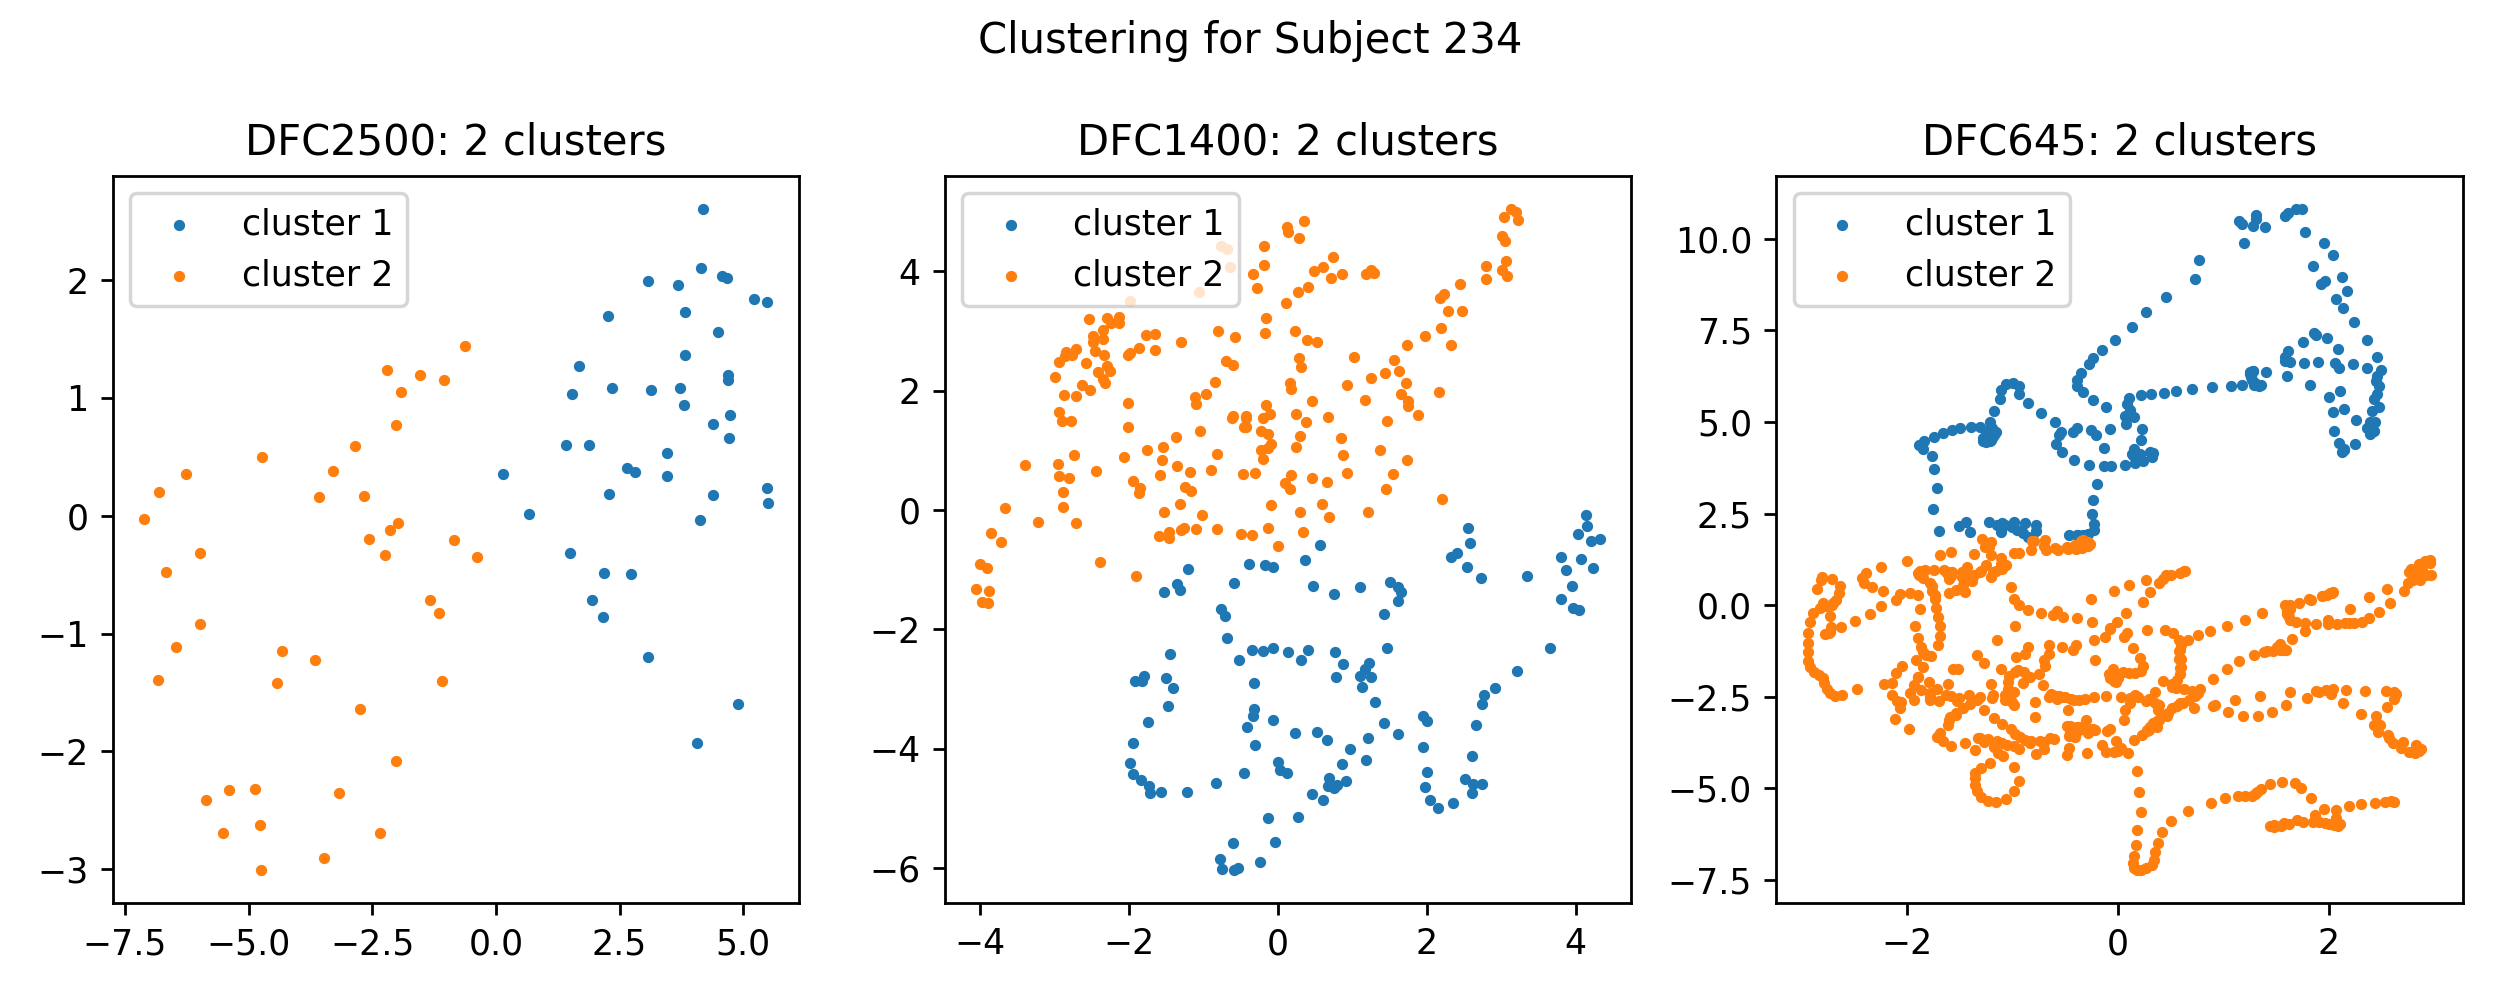 Clustering for Subject 234
DFC2500: 2 clusters
cluster 1
cluster 2
2
1
0
−1
−2
−3
−7.5 −5.0 −2.5 0.0 2.5 5.0
DFC1400: 2 clusters
cluster 1
cluster 2
4
2
0
−2
−4
−6
−4 −2 0 2 4
DFC645: 2 clusters
cluster 1
cluster 2
10.0
7.5
5.0
2.5
0.0
−2.5
−5.0
−7.5
−2 0 2